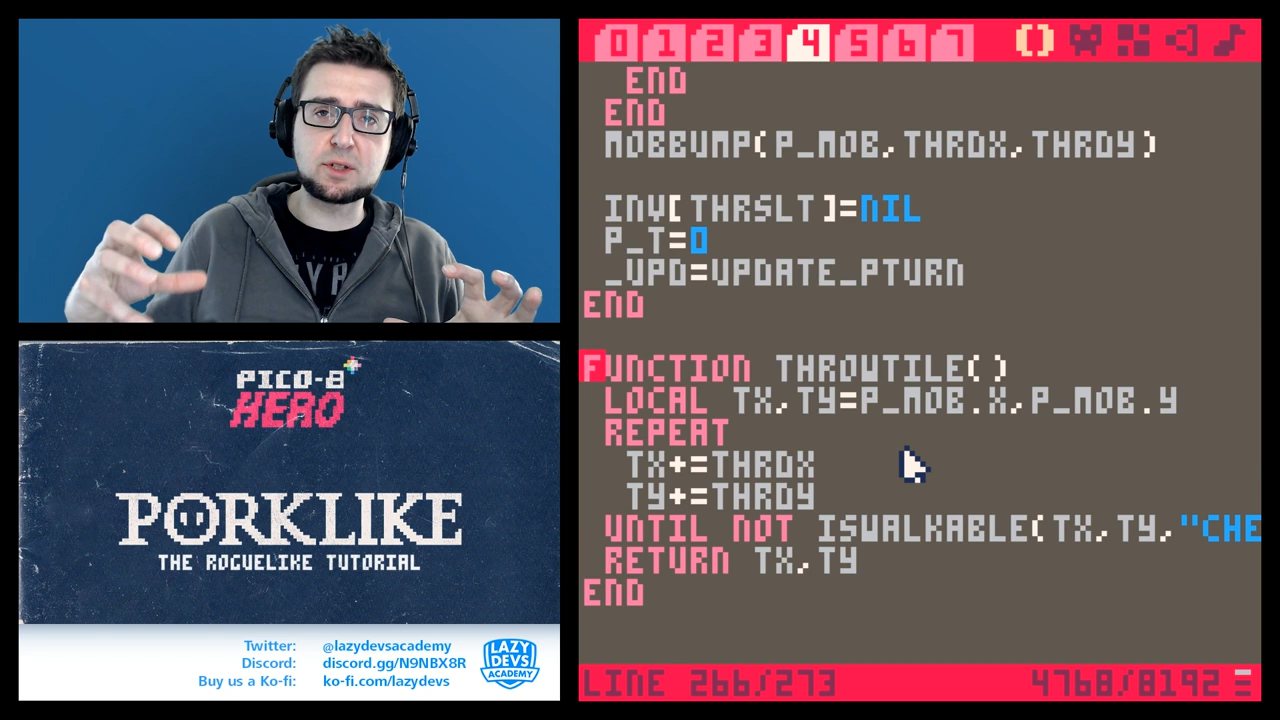 PICO-8
HERO
PORKLIKE
THE ROGUELIKE TUTORIAL
Twitter: @lazydevsacademy
Discord: discord.gg/N9NBX8R
Buy us a Ko-fi: ko-fi.com/lazydevs
LAZY
DEVS
ACADEMY
0 1 2 3 4 5 6 7 ()
END
END
MOBBUMP(P_MOB,THRDX,THRDY)
INV[THRSLT]=NIL
P_T=0
_UPD=UPDATE_PTURN
END
FUNCTION THROWTILE()
LOCAL TX,TY=P_MOB.X,P_MOB.Y
REPEAT
TX+=THRDX
TY+=THRDY
UNTIL NOT ISWALKABLE(TX,TY,"CHE
RETURN TX,TY
END
LINE 266/273 4768/8192